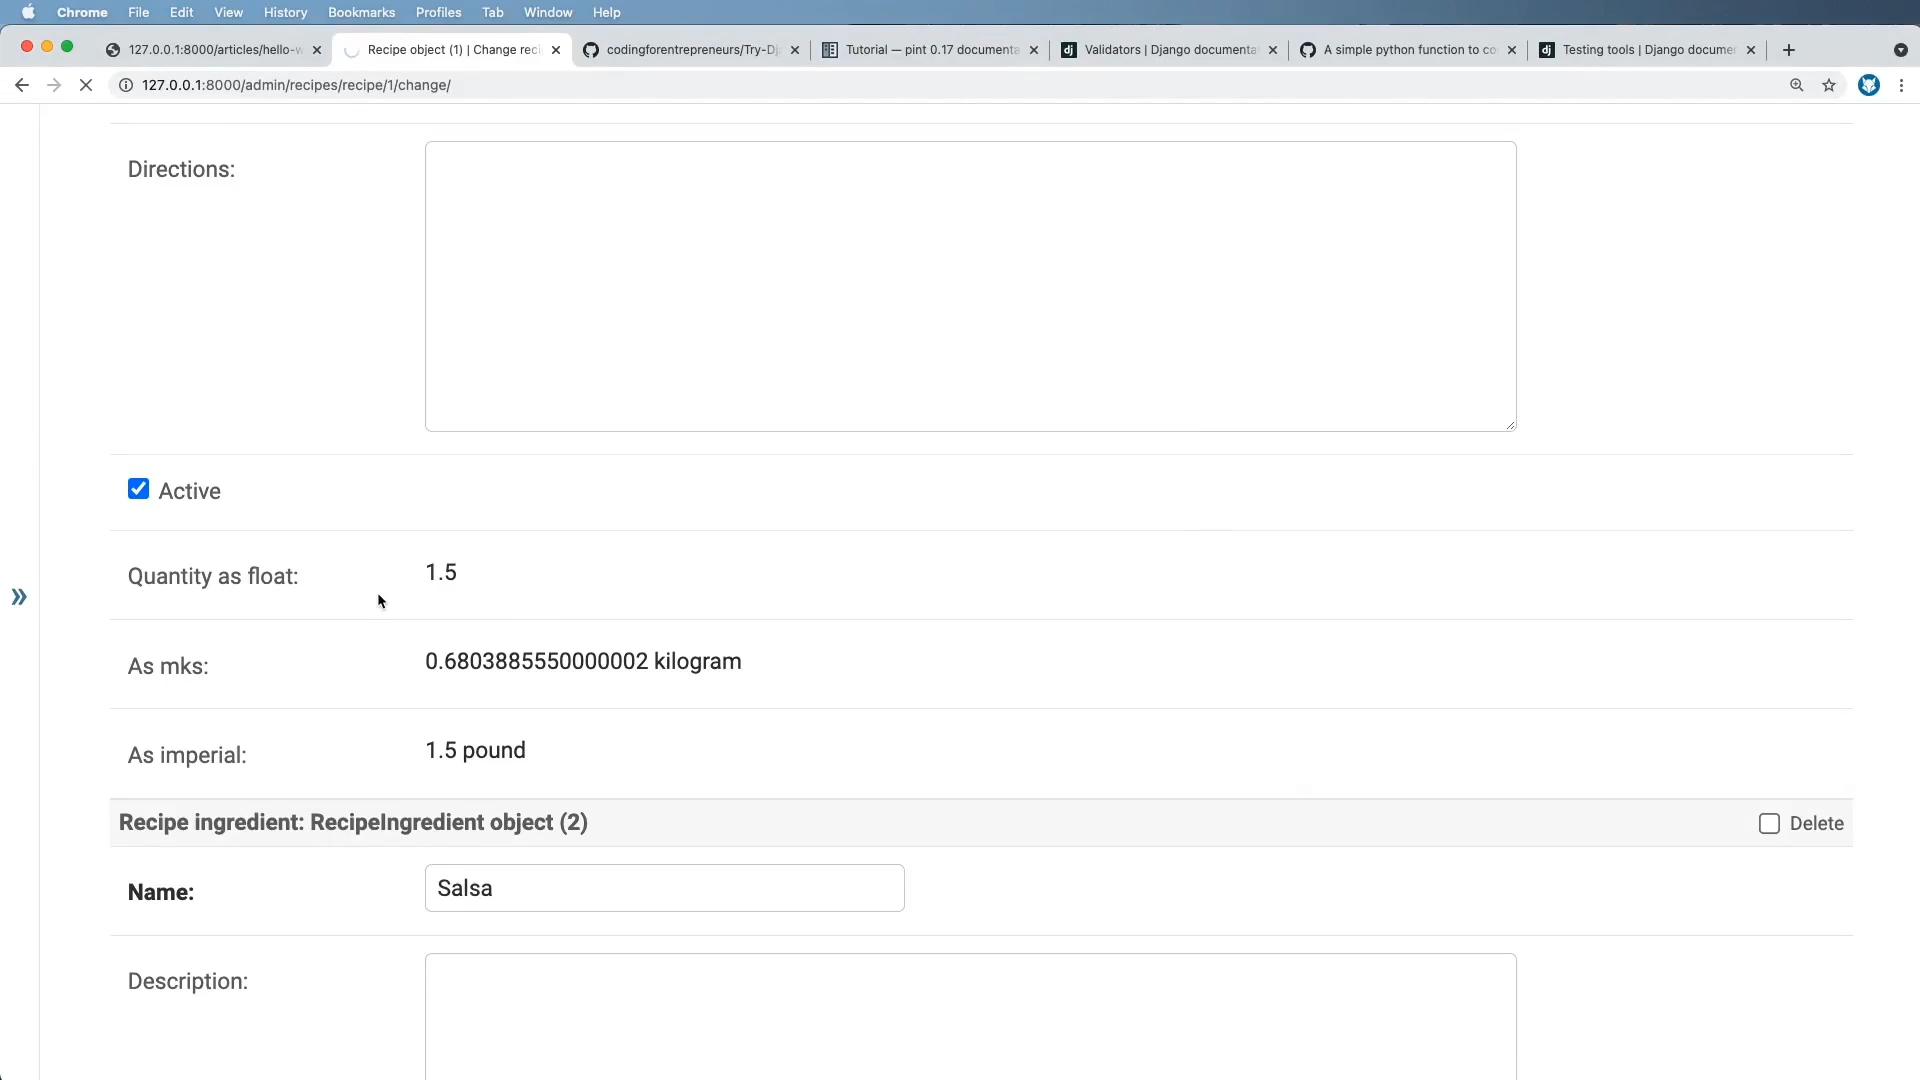 Chrome File Edit View History Bookmarks Profiles Tab Window Help
127.0.0.1:8000/articles/hello-w Recipe object (1) | Change reci codingforentrepreneurs/Try-Dj Tutorial — pint 0.17 documenta Validators | Django documenta A simple python function to co Testing tools | Django docume
127.0.0.1:8000/admin/recipes/recipe/1/change/
Directions:
Active
Quantity as float: 1.5
As mks: 0.6803885550000002 kilogram
As imperial: 1.5 pound
Recipe ingredient: RecipeIngredient object (2) Delete
Name: Salsa
Description: